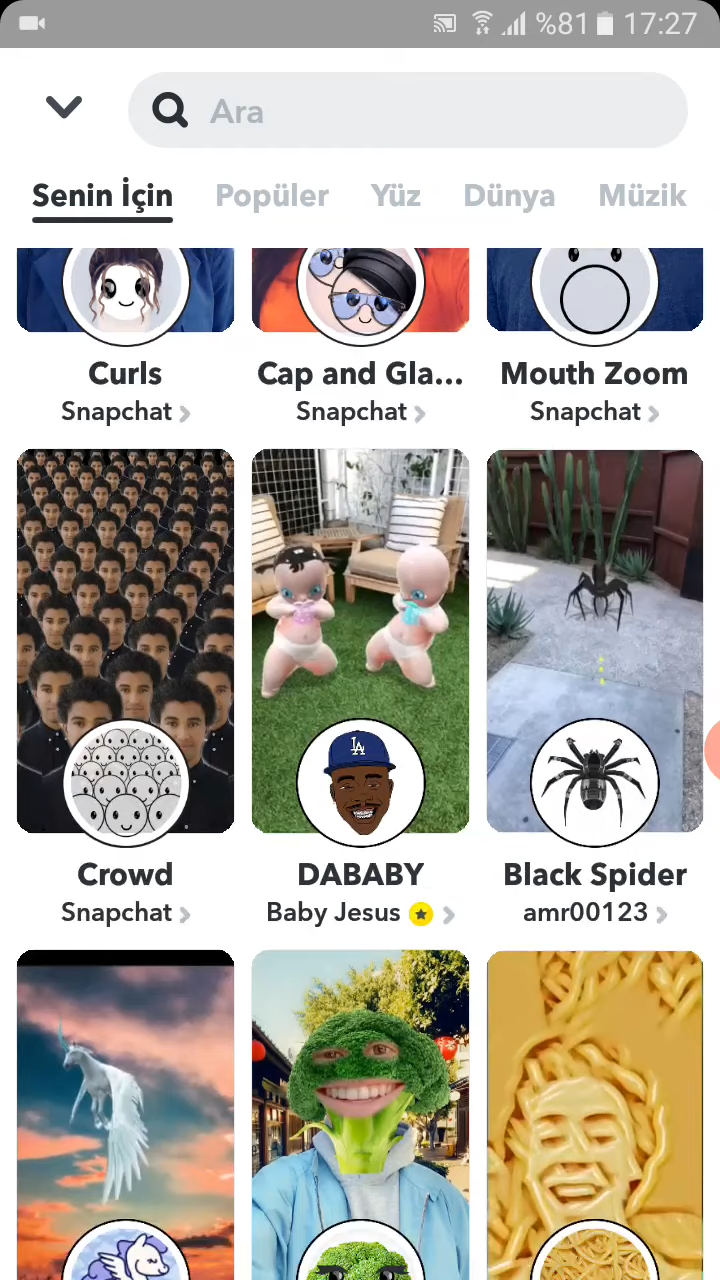 %81 17:27
Ara
Senin İçin Popüler Yüz Dünya Müzik
Curls Cap and Gla... Mouth Zoom
Snapchat Snapchat Snapchat
LA
Crowd DABABY Black Spider
Snapchat Baby Jesus amr00123